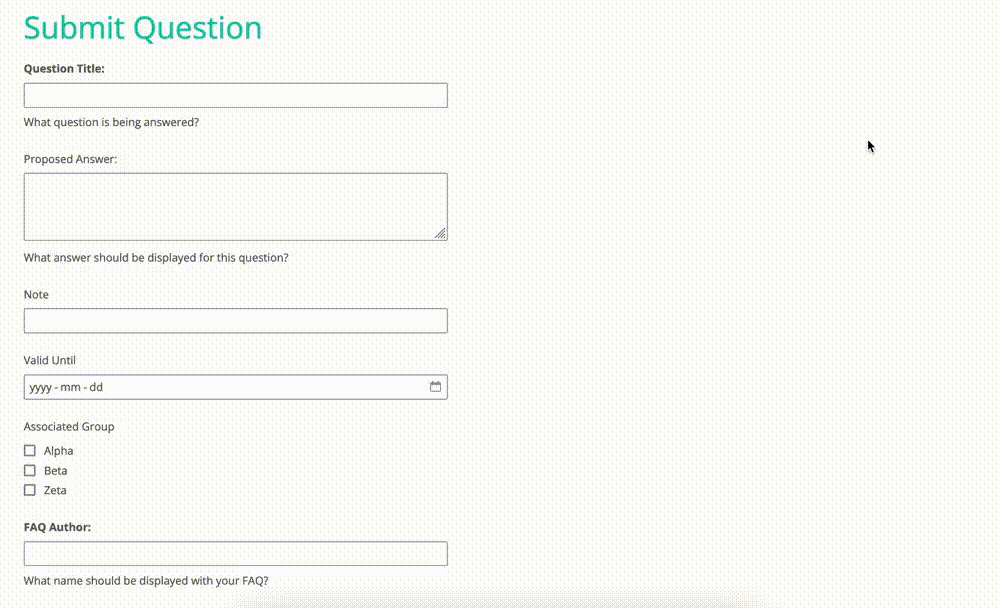 Submit Question
Question Title:
What question is being answered?
Proposed Answer:
What answer should be displayed for this question?
Note
Valid Until
yyyy - mm - dd
Associated Group
Alpha
Beta
Zeta
FAQ Author:
What name should be displayed with your FAQ?